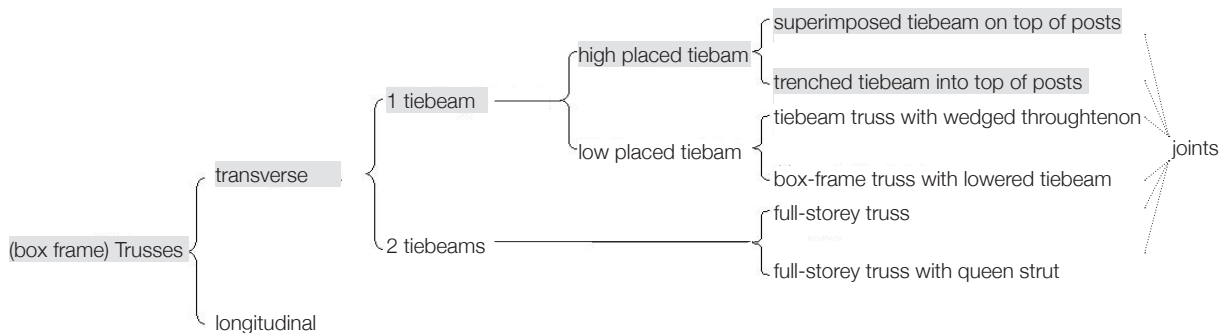 superimposed tiebeam on top of posts
high placed tiebam
trenched tiebeam into top of posts
1 tiebeam
tiebeam truss with wedged throughtenon
low placed tiebam
joints
transverse
box-frame truss with lowered tiebeam
full-storey truss
(box frame) Trusses
2 tiebeams
full-storey truss with queen strut
longitudinal